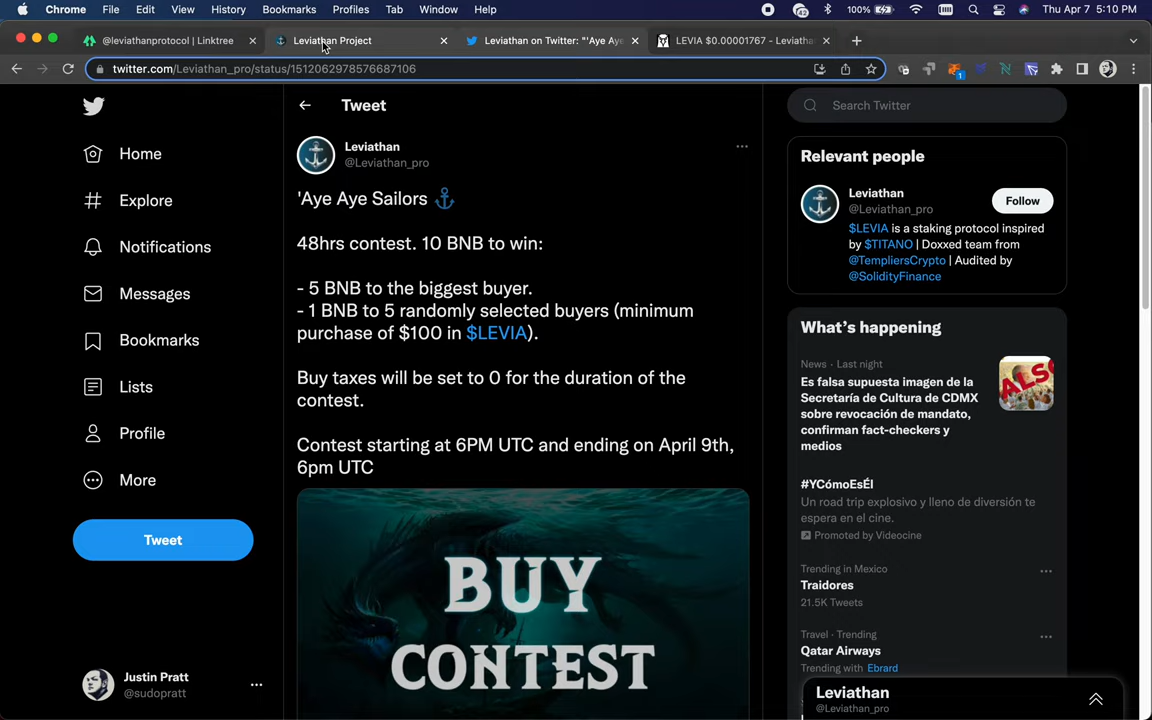 Chrome File Edit View History Bookmarks Profiles Tab Window Help 42 100% Thu Apr 7 5:10 PM
@leviathanprotocol | Linktree Leviathan Project Leviathan on Twitter: "'Aye Aye LEVIA $0.00001767 - Leviatha
twitter.com/Leviathan_pro/status/1512062978576687106
Home
Explore
Notifications
Messages
Bookmarks
Lists
Profile
More
Tweet
Justin Pratt
@sudopratt
Tweet
Leviathan
@Leviathan_pro
'Aye Aye Sailors
48hrs contest. 10 BNB to win:
- 5 BNB to the biggest buyer.
- 1 BNB to 5 randomly selected buyers (minimum
purchase of $100 in $LEVIA).
Buy taxes will be set to 0 for the duration of the
contest.
Contest starting at 6PM UTC and ending on April 9th,
6pm UTC
BUY
CONTEST
Search Twitter
Relevant people
Leviathan
@Leviathan_pro
Follow
$LEVIA is a staking protocol inspired
by $TITANO | Doxxed team from
@TempliersCrypto | Audited by
@SolidityFinance
What's happening
News · Last night
Es falsa supuesta imagen de la
Secretaría de Cultura de CDMX
sobre revocación de mandato,
confirman fact-checkers y
medios
#YCómoEsÉl
Un road trip explosivo y lleno de diversión te
espera en el cine.
Promoted by Videocine
Trending in Mexico
Traidores
21.5K Tweets
Travel · Trending
Qatar Airways
Trending with Ebrard
Leviathan
@Leviathan_pro